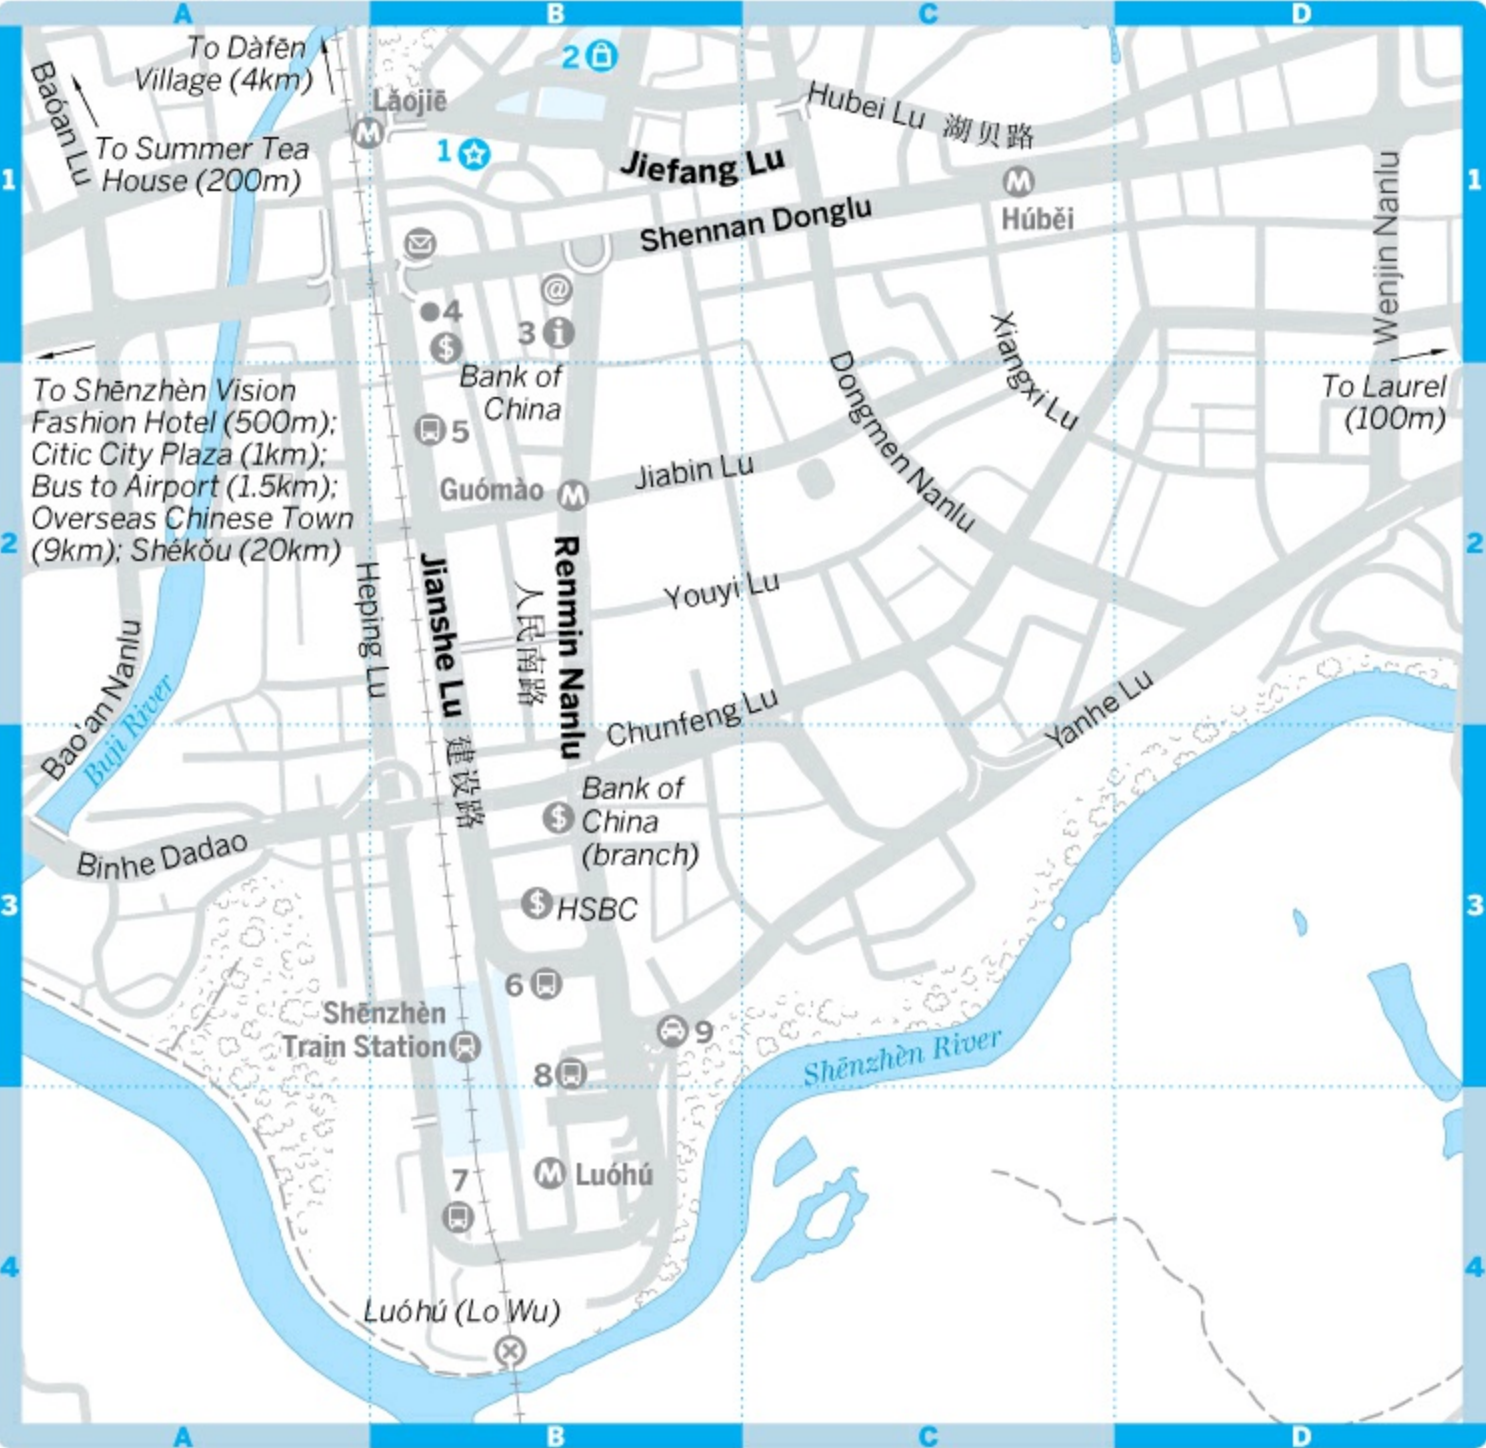 A
B
C
D
To Dàfēn
Village (4km)
2
Baóan Lu
Lǎojiē
Hubei Lu 湖贝路
To Summer Tea
House (200m)
1
Jiefang Lu
1
1
Húběi
Shennan Donglu
Wenjin Nanlu
@
4
3
Xiangxi Lu
Bank of
China
To Shēnzhèn Vision
Fashion Hotel (500m);
Citic City Plaza (1km);
Bus to Airport (1.5km);
Overseas Chinese Town
(9km); Shékǒu (20km)
To Laurel
(100m)
Dongmen Nanlu
5
Guómào
Jiabin Lu
2
2
Heping Lu
Jianshe Lu 建设路
人民南路
Renmin Nanlu
Youyi Lu
Bao'an Nanlu
Buji River
Chunfeng Lu
Yanhe Lu
Bank of
China
(branch)
Binhe Dadao
3
3
HSBC
6
Shēnzhèn
Train Station
9
8
Shēnzhèn River
7
Luóhú
4
4
Luóhú (Lo Wu)
A
B
C
D